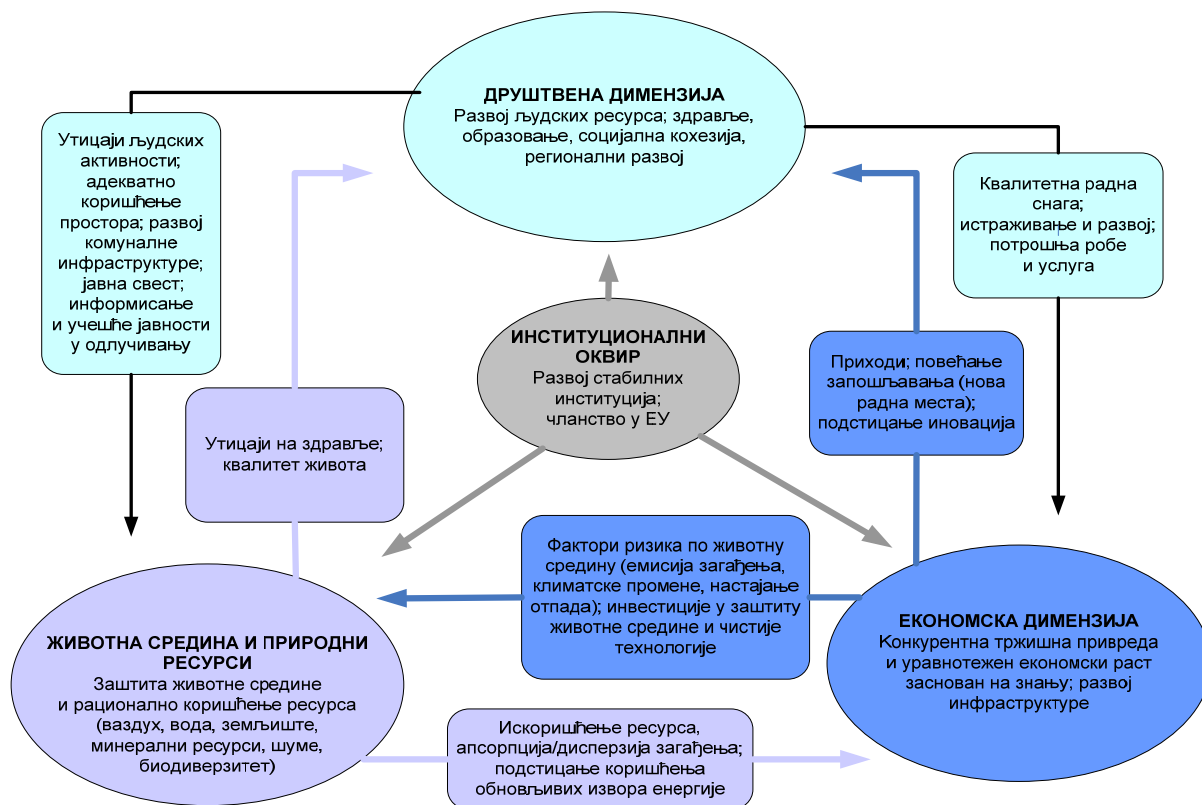 ДРУШТВЕНА ДИМЕНЗИЈА
Развој људских ресурса; здравље,
образовање, социјална кохезија,
регионални развој
Утицаји људских
активности;
адекватно
коришћење
простора; развој
комуналне
инфраструктуре;
јавна свест;
информисање
и учешће јавности
у одлучивању
Квалитетна радна
снага;
истраживање и развој;
потрошња робе
и услуга
ИНСТИТУЦИОНАЛНИ
ОКВИР
Развој стабилних
институција;
чланство у ЕУ
Приходи; повећање
запошљавања (нова
радна места);
подстицање иновација
Утицаји на здравље;
квалитет живота
Фактори ризика по животну
средину (емисија загађења,
климатске промене, настајање
отпада); инвестиције у заштиту
животне средине и чистије
технологије
ЖИВОТНА СРЕДИНА И ПРИРОДНИ
РЕСУРСИ
Заштита животне средине
и рационално коришћење ресурса
(ваздух, вода, земљиште,
минерални ресурси, шуме,
биодиверзитет)
ЕКОНОМСКА ДИМЕНЗИЈА
Конкурентна тржишна привреда
и уравнотежен економски раст
заснован на знању; развој
инфраструктуре
Искоришћење ресурса,
апсорпција/дисперзија загађења;
подстицање коришћења
обновљивих извора енергије